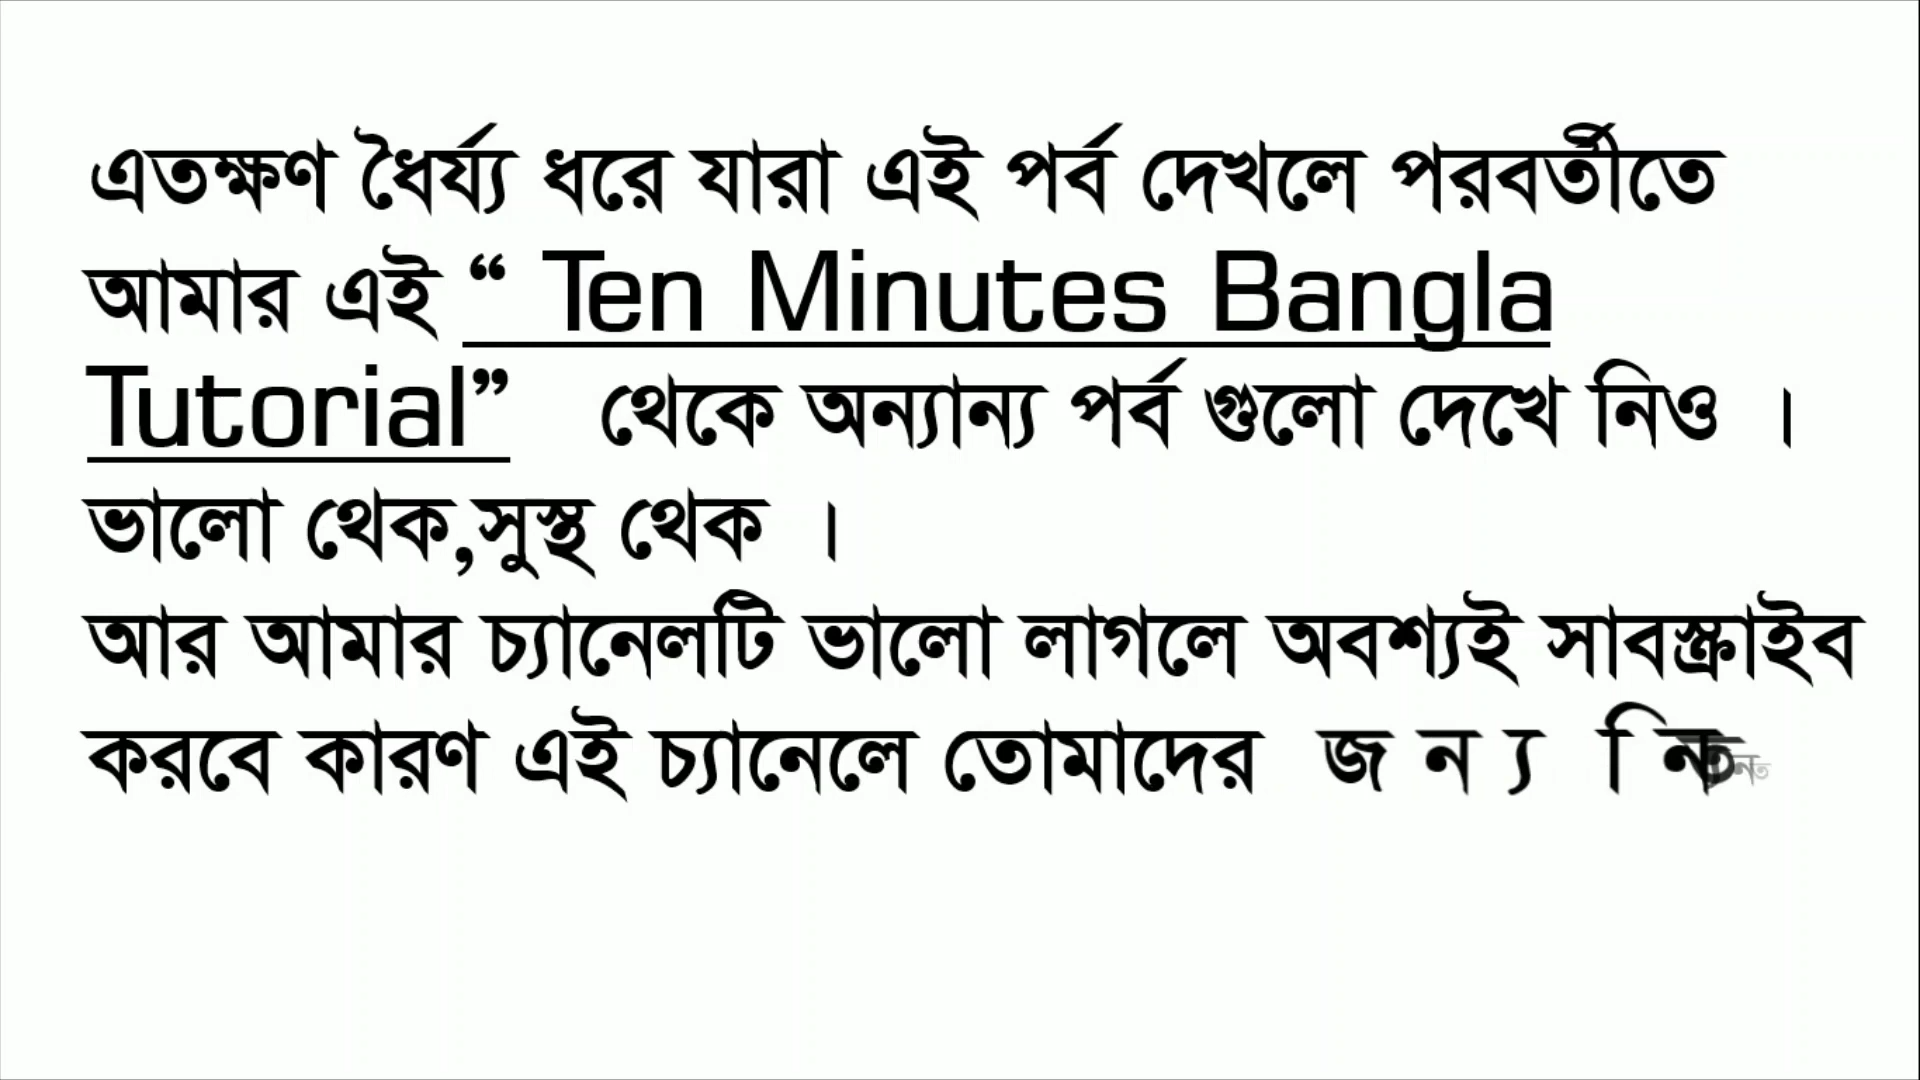 এতক্ষণ ধৈর্য্য ধরে যারা এই পর্ব দেখলে পরবর্তীতে
আমার এই “ Ten Minutes Bangla
Tutorial” থেকে অন্যান্য পর্ব গুলো দেখে নিও ।
ভালো থেক,সুস্থ থেক ।
আর আমার চ্যানেলটি ভালো লাগলে অবশ্যই সাবস্ক্রাইব
করবে কারণ এই চ্যানেলে তোমাদের জন্য